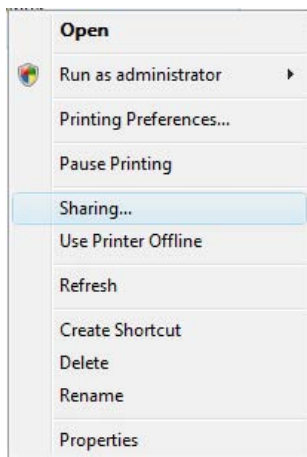 Open
Run as administrator
Printing Preferences...
Pause Printing
Sharing...
Use Printer Offline
Refresh
Create Shortcut
Delete
Rename
Properties